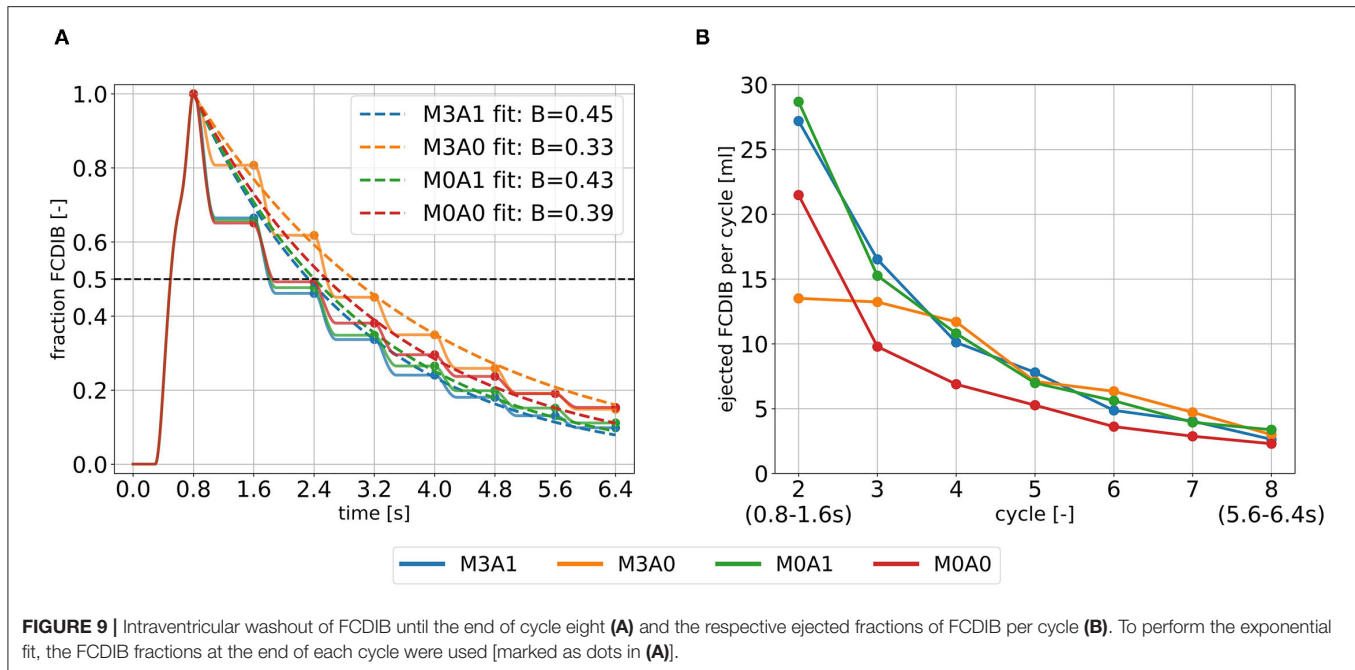 A
B
fraction FCDIB [-]
1.0
0.8
0.6
0.5
0.4
0.2
0.0
M3A1 fit: B=0.45
M3A0 fit: B=0.33
M0A1 fit: B=0.43
M0A0 fit: B=0.39
0.0 0.8 1.6 2.4 3.2 4.0 4.8 5.6 6.4
time [s]
ejected FCDIB per cycle [ml]
30
25
20
15
10
5
0
2 3 4 5 6 7 8
(0.8-1.6s) cycle [-] (5.6-6.4s)
M3A1 M3A0 M0A1 M0A0
FIGURE 9 | Intraventricular washout of FCDIB until the end of cycle eight (A) and the respective ejected fractions of FCDIB per cycle (B). To perform the exponential
fit, the FCDIB fractions at the end of each cycle were used [marked as dots in (A)].